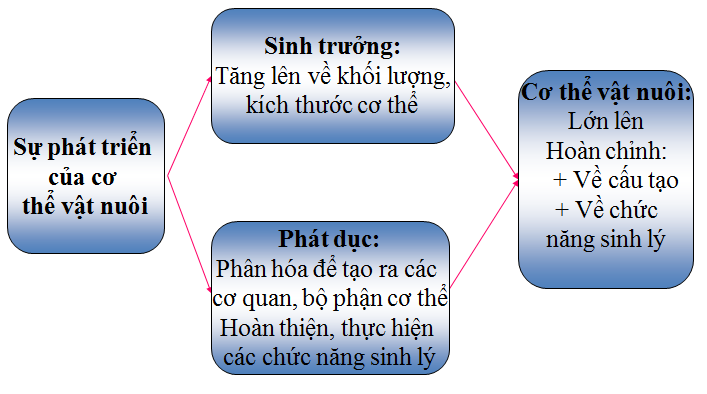 Sự phát triển
của cơ
thể vật nuôi
Sinh trưởng:
Tăng lên về khối lượng,
kích thước cơ thể
Phát dục:
Phân hóa để tạo ra các
cơ quan, bộ phận cơ thể
Hoàn thiện, thực hiện
các chức năng sinh lý
Cơ thể vật nuôi:
Lớn lên
Hoàn chỉnh:
+ Về cấu tạo
+ Về chức
năng sinh lý